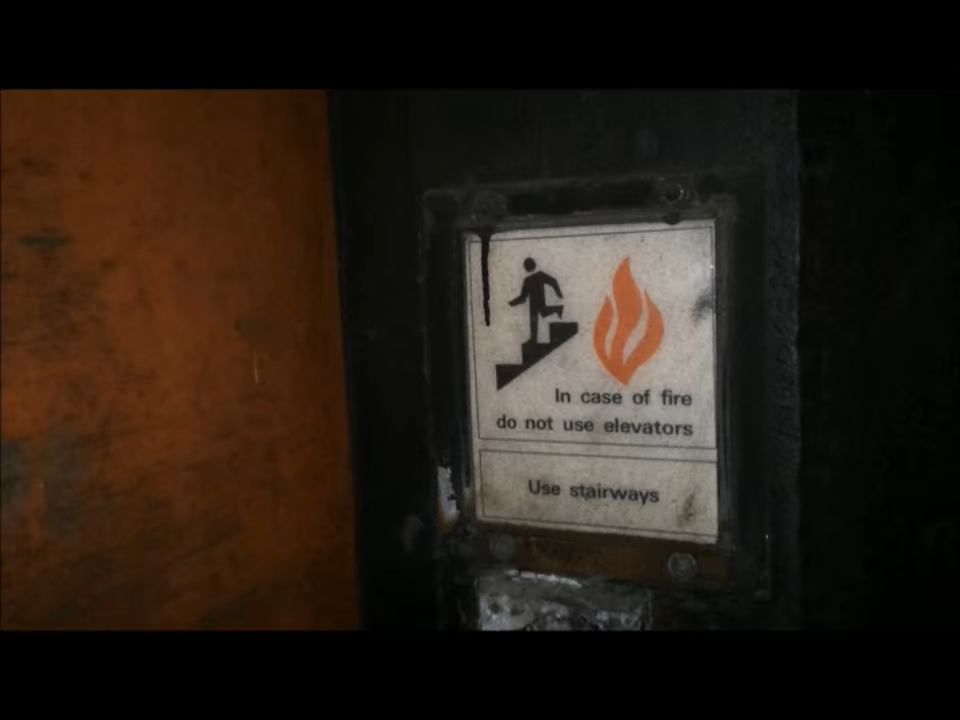 In case of fire
do not use elevators
Use stairways